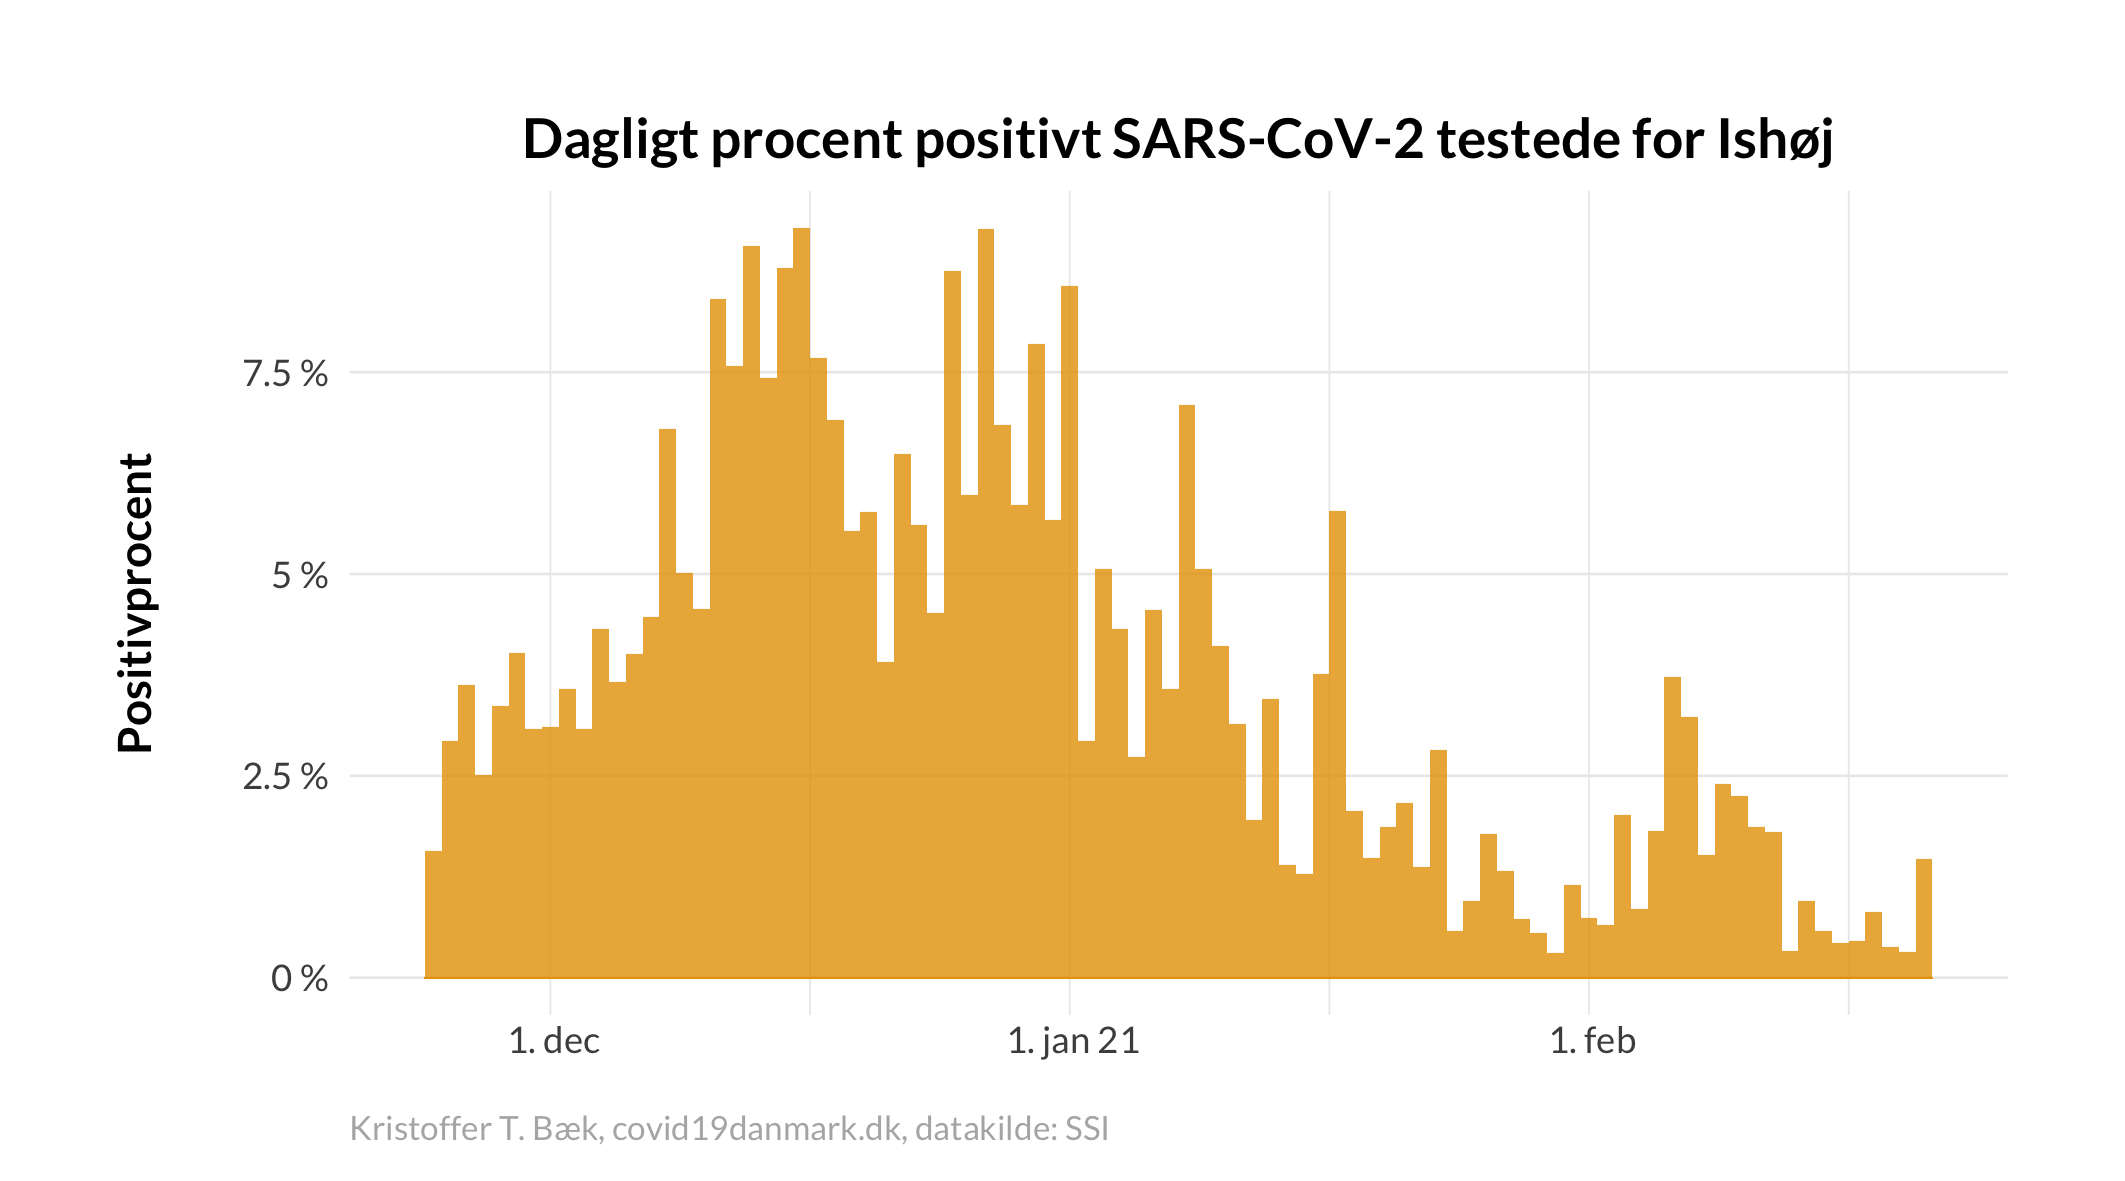 Dagligt procent positivt SARS-CoV-2 testede for Ishøj
Positivprocent
7.5 %
5 %
2.5 %
0 %
1. dec
1. jan 21
1. feb
Kristoffer T. Bæk, covid19danmark.dk, datakilde: SSI